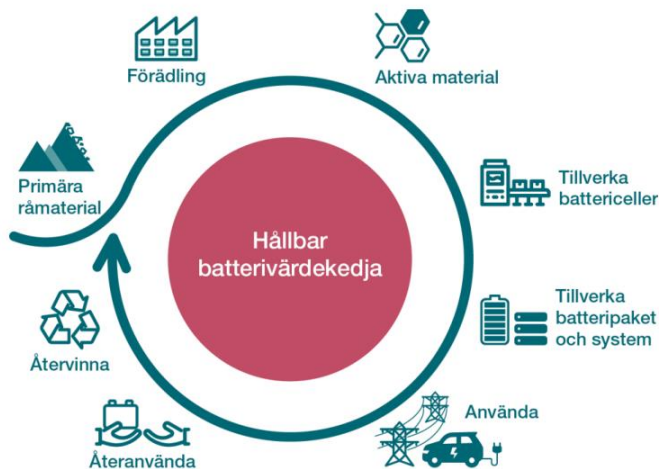 Förädling
Aktiva material
Primära
råmaterial
Tillverka
battericeller
Hållbar
batterivärdekedja
Tillverka
batteripaket
och system
Återvinna
Använda
Återanvända